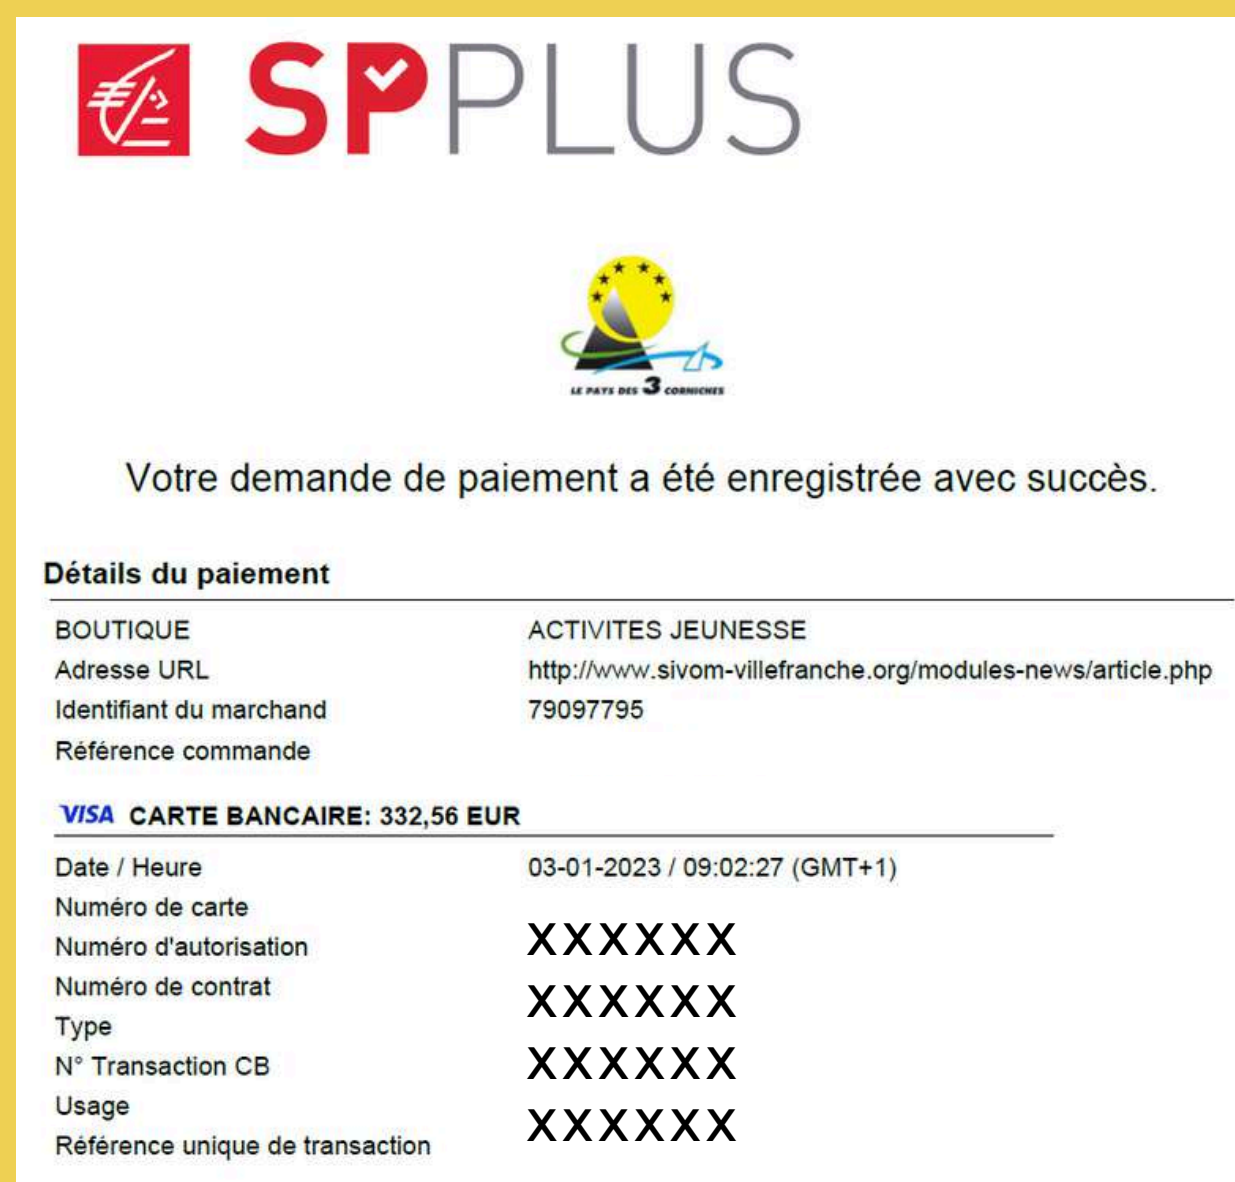 SPPLUS
LE PAYS DES 3 CORNICHES
Votre demande de paiement a été enregistrée avec succès.
Détails du paiement
BOUTIQUE ACTIVITES JEUNESSE
Adresse URL http://www.sivom-villefranche.org/modules-news/article.php
Identifiant du marchand 79097795
Référence commande
VISA CARTE BANCAIRE: 332,56 EUR
Date / Heure 03-01-2023 / 09:02:27 (GMT+1)
Numéro de carte
Numéro d'autorisation XXXXXX
Numéro de contrat XXXXXX
Type
N° Transaction CB XXXXXX
Usage XXXXXX
Référence unique de transaction